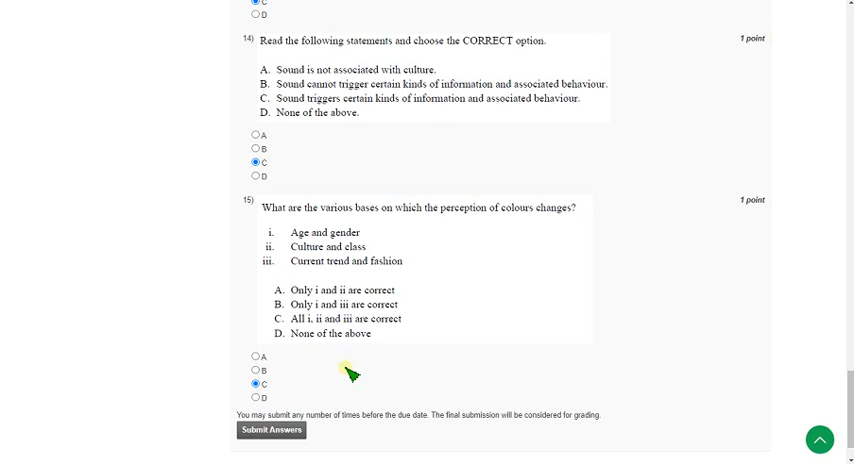 C
D
14) Read the following statements and choose the CORRECT option. 1 point
A. Sound is not associated with culture.
B. Sound cannot trigger certain kinds of information and associated behaviour.
C. Sound triggers certain kinds of information and associated behaviour.
D. None of the above.
A
B
C
D
15) What are the various bases on which the perception of colours changes? 1 point
i. Age and gender
ii. Culture and class
iii. Current trend and fashion
A. Only i and ii are correct
B. Only i and iii are correct
C. All i, ii and iii are correct
D. None of the above
A
B
C
D
You may submit any number of times before the due date. The final submission will be considered for grading.
Submit Answers